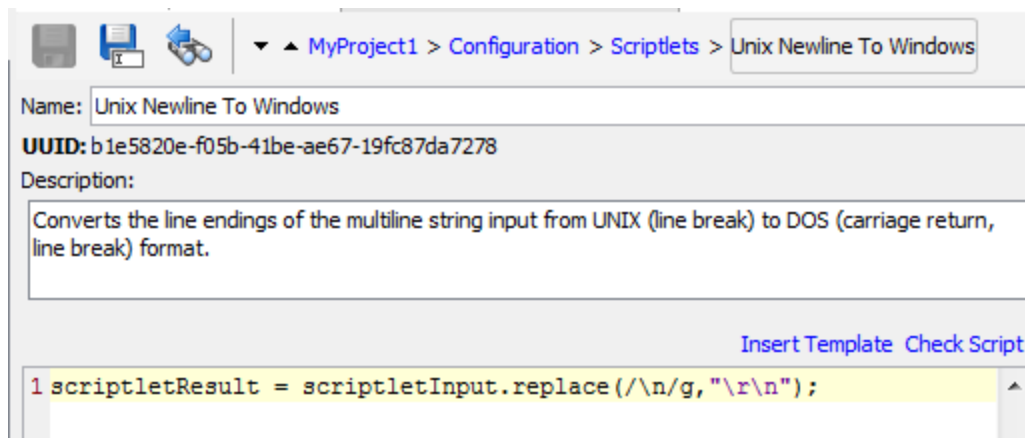 MyProject1 > Configuration > Scriptlets > Unix Newline To Windows
Name: Unix Newline To Windows
UUID: b1e5820e-f05b-41be-ae67-19fc87da7278
Description:
Converts the line endings of the multiline string input from UNIX (line break) to DOS (carriage return,
line break) format.
Insert Template Check Script
1 scriptletResult = scriptletInput.replace(/\n/g,"\r\n");